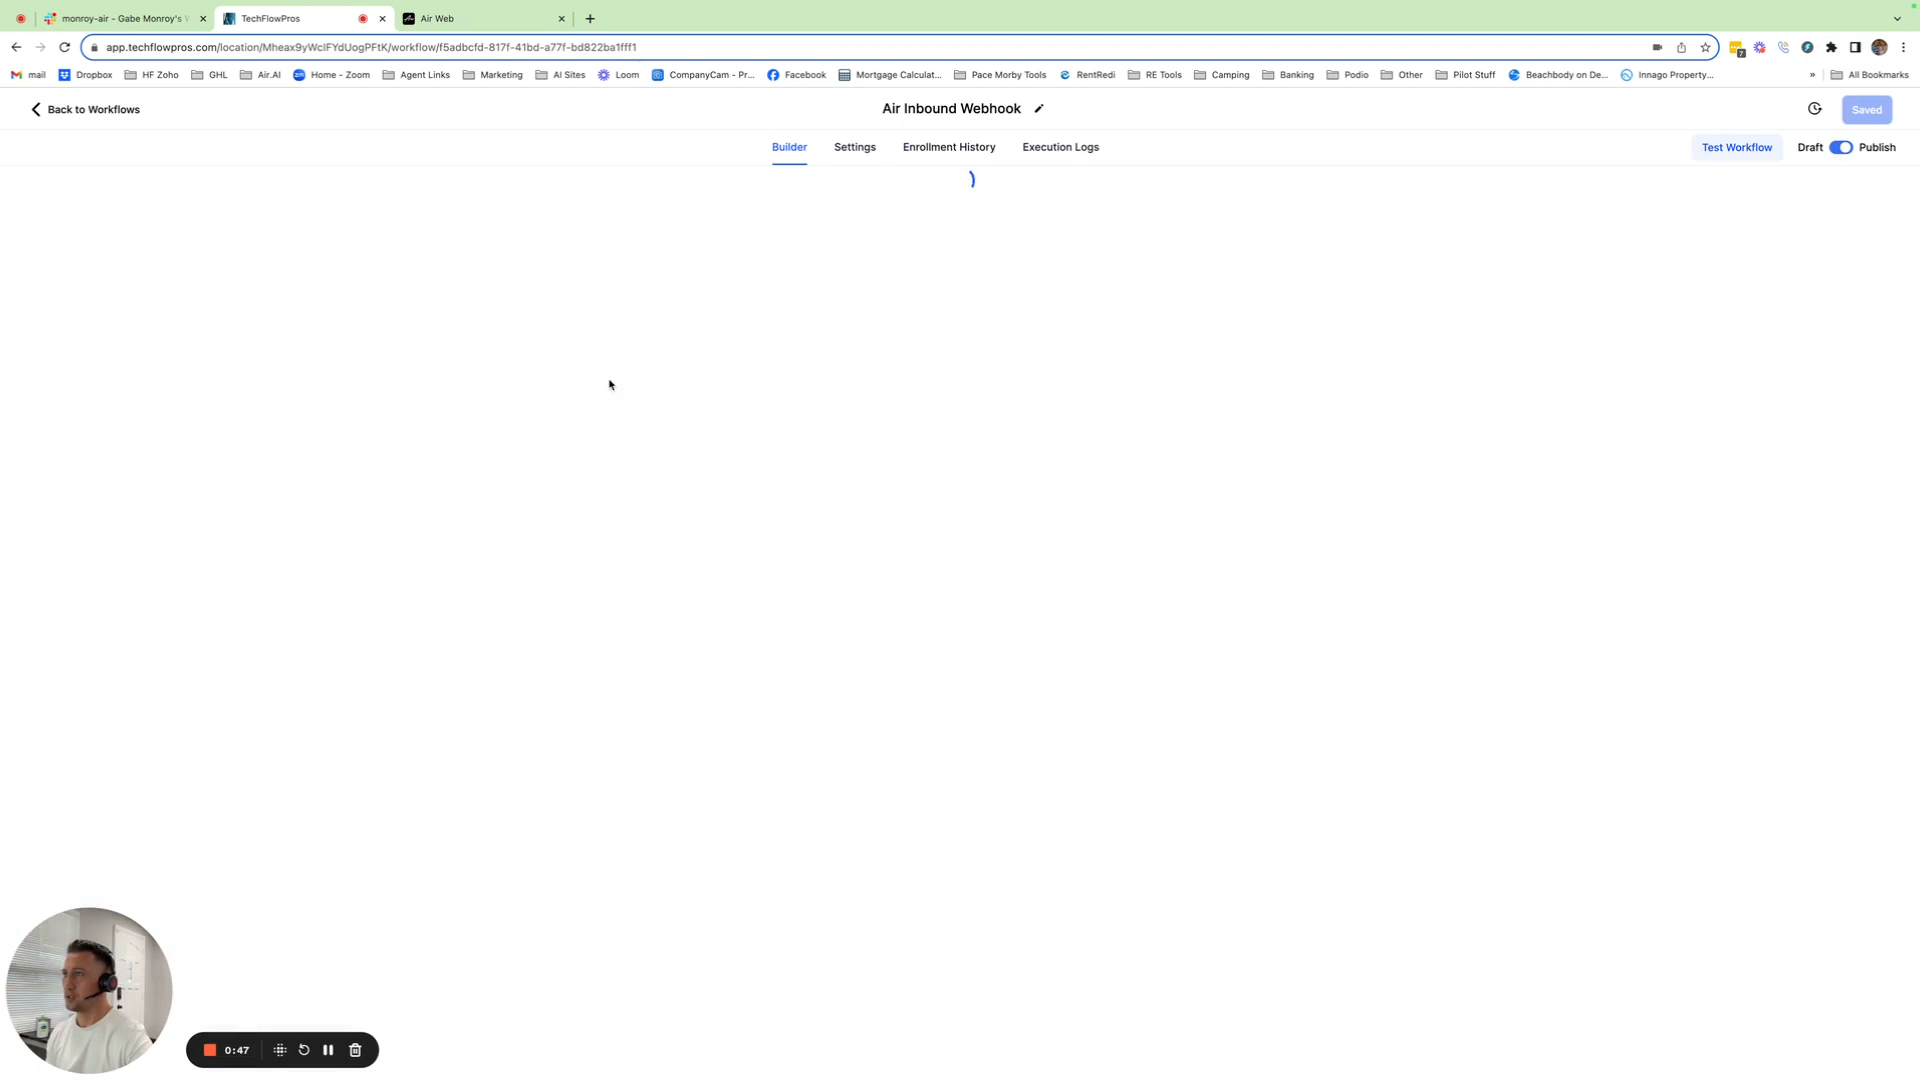 monroy-air - Gabe Monroy's
TechFlowPros
Air Web
app.techflowpros.com/location/Mheax9yWclFYdUogPFtK/workflow/f5adbcfd-817f-41bd-a77f-bd822ba1fff1
7
mail
Dropbox
HF Zoho
GHL
Air.AI
Home - Zoom
Agent Links
Marketing
AI Sites
Loom
CompanyCam - Pr...
Facebook
Mortgage Calculat...
Pace Morby Tools
RentRedi
RE Tools
Camping
Banking
Podio
Other
Pilot Stuff
Beachbody on De...
Innago Property...
»
All Bookmarks
Back to Workflows
Air Inbound Webhook
Saved
Builder
Settings
Enrollment History
Execution Logs
Test Workflow
Draft
Publish
0:47